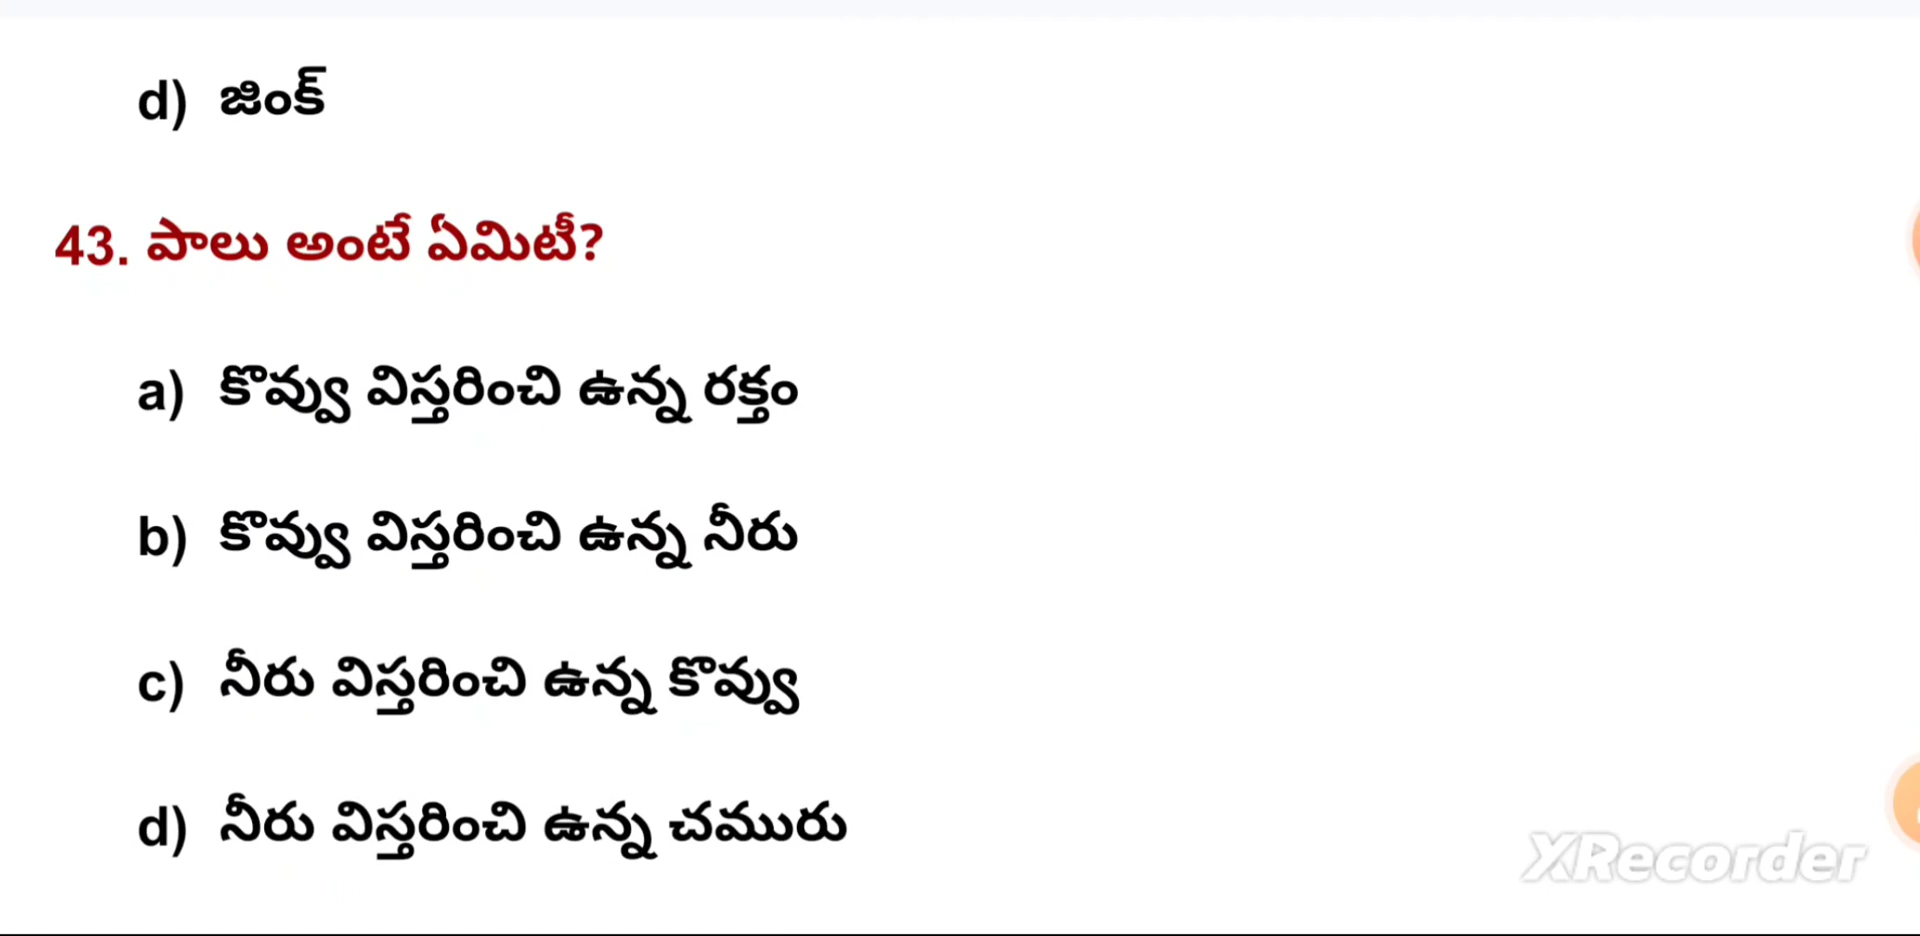 d) జింక్
43. పాలు అంటే ఏమిటీ?
a) కొవ్వు విస్తరించి ఉన్న రక్తం
b) కొవ్వు విస్తరించి ఉన్న నీరు
c) నీరు విస్తరించి ఉన్న కొవ్వు
d) నీరు విస్తరించి ఉన్న చమురు
XRecorder